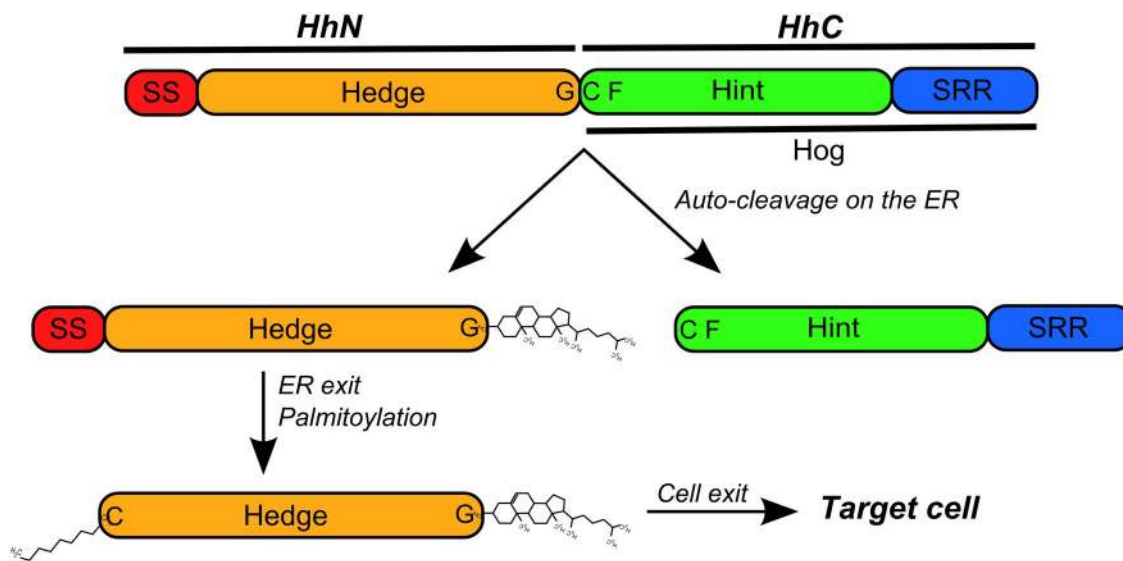 HhN HhC
SS Hedge G C F Hint SRR
Hog
Auto-cleavage on the ER
SS Hedge G C F Hint SRR
ER exit
Palmitoylation
C Hedge G Cell exit Target cell
H₃C